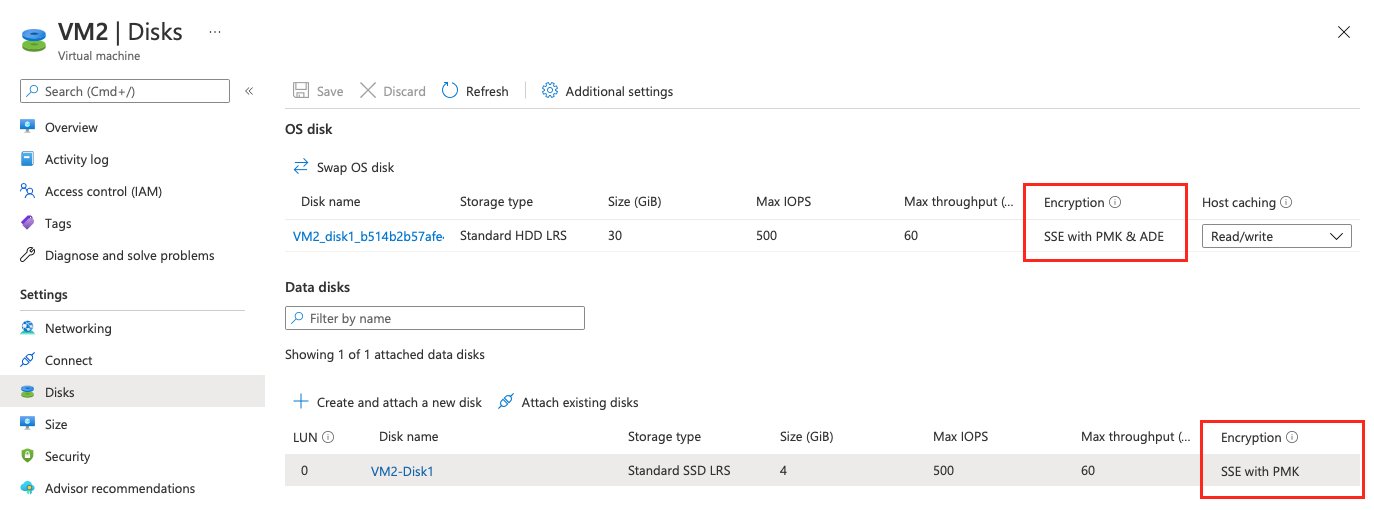 VM2 | Disks ...
Virtual machine
Search (Cmd+/)
«
Save
Discard
Refresh
Additional settings
Overview
Activity log
Access control (IAM)
Tags
Diagnose and solve problems
Settings
Networking
Connect
Disks
Size
Security
Advisor recommendations
OS disk
Swap OS disk
Disk name Storage type Size (GiB) Max IOPS Max throughput (... Encryption Host caching
VM2_disk1_b514b2b57afe Standard HDD LRS 30 500 60 SSE with PMK & ADE Read/write
Data disks
Filter by name
Showing 1 of 1 attached data disks
Create and attach a new disk Attach existing disks
LUN Disk name Storage type Size (GiB) Max IOPS Max throughput (... Encryption
0 VM2-Disk1 Standard SSD LRS 4 500 60 SSE with PMK